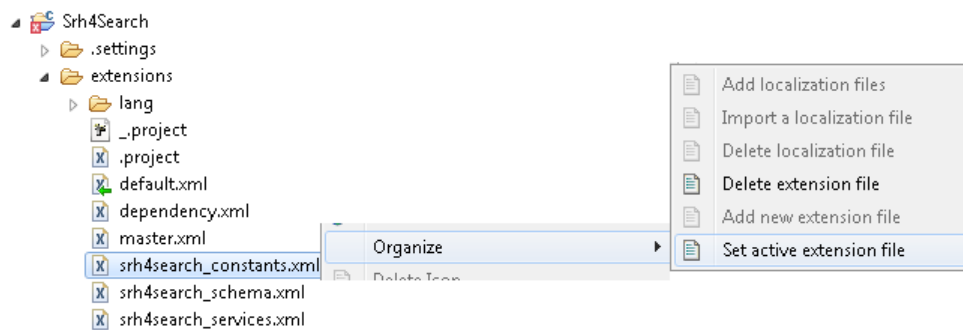 Srh4Search
.settings
extensions
lang
_.project
.project
default.xml
dependency.xml
master.xml
srh4search_constants.xml
srh4search_schema.xml
srh4search_services.xml
Organize
Delete Icon
Add localization files
Import a localization file
Delete localization file
Delete extension file
Add new extension file
Set active extension file